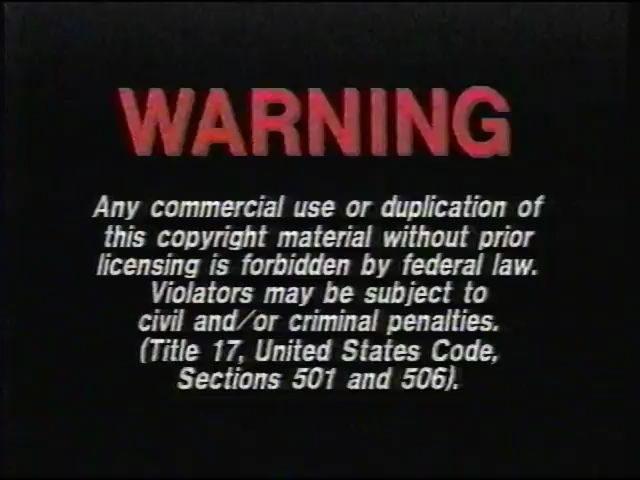 WARNING
Any commercial use or duplication of
this copyright material without prior
licensing is forbidden by federal law.
Violators may be subject to
civil and/or criminal penalties.
(Title 17, United States Code,
Sections 501 and 506).